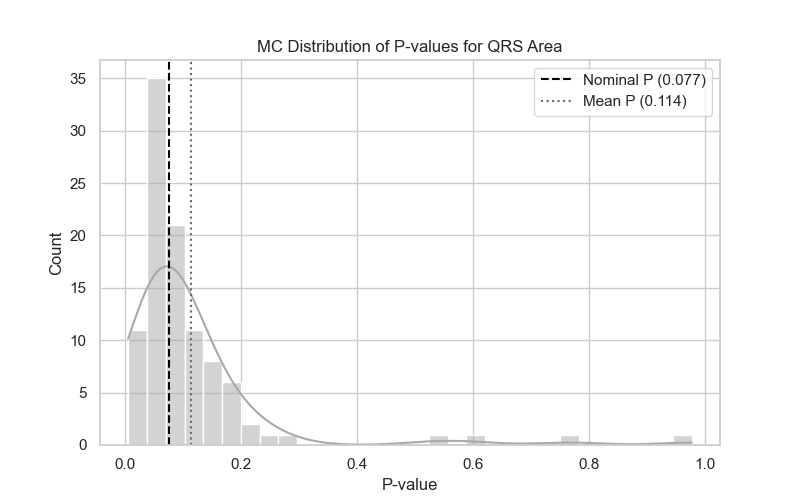 MC Distribution of P-values for QRS Area
Nominal P (0.077)
Mean P (0.114)
35
30
25
20
15
10
5
0
Count
0.0 0.2 0.4 0.6 0.8 1.0
P-value